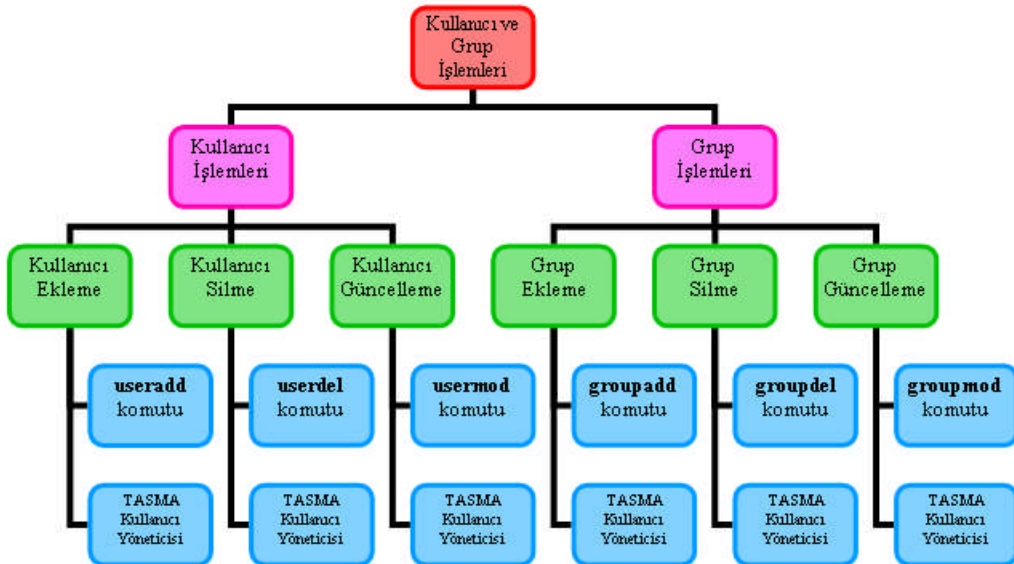 Kullanıcı ve
Grup
İşlemleri
Kullanıcı
İşlemleri
Grup
İşlemleri
Kullanıcı
Ekleme
Kullanıcı
Silme
Kullanıcı
Güncelleme
Grup
Ekleme
Grup
Silme
Grup
Güncelleme
useradd
komutu
userdel
komutu
usermod
komutu
groupadd
komutu
groupdel
komutu
groupmod
komutu
TASMA
Kullanıcı
Yöneticisi
TASMA
Kullanıcı
Yöneticisi
TASMA
Kullanıcı
Yöneticisi
TASMA
Kullanıcı
Yöneticisi
TASMA
Kullanıcı
Yöneticisi
TASMA
Kullanıcı
Yöneticisi